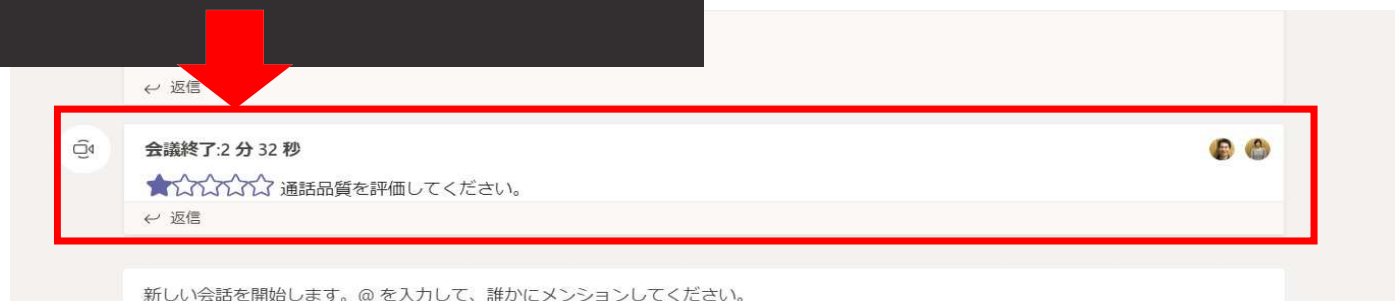 返信
会議終了:2 分 32 秒
通話品質を評価してください。
返信
新しい会話を開始します。@ を入力して、誰かにメンションしてください。